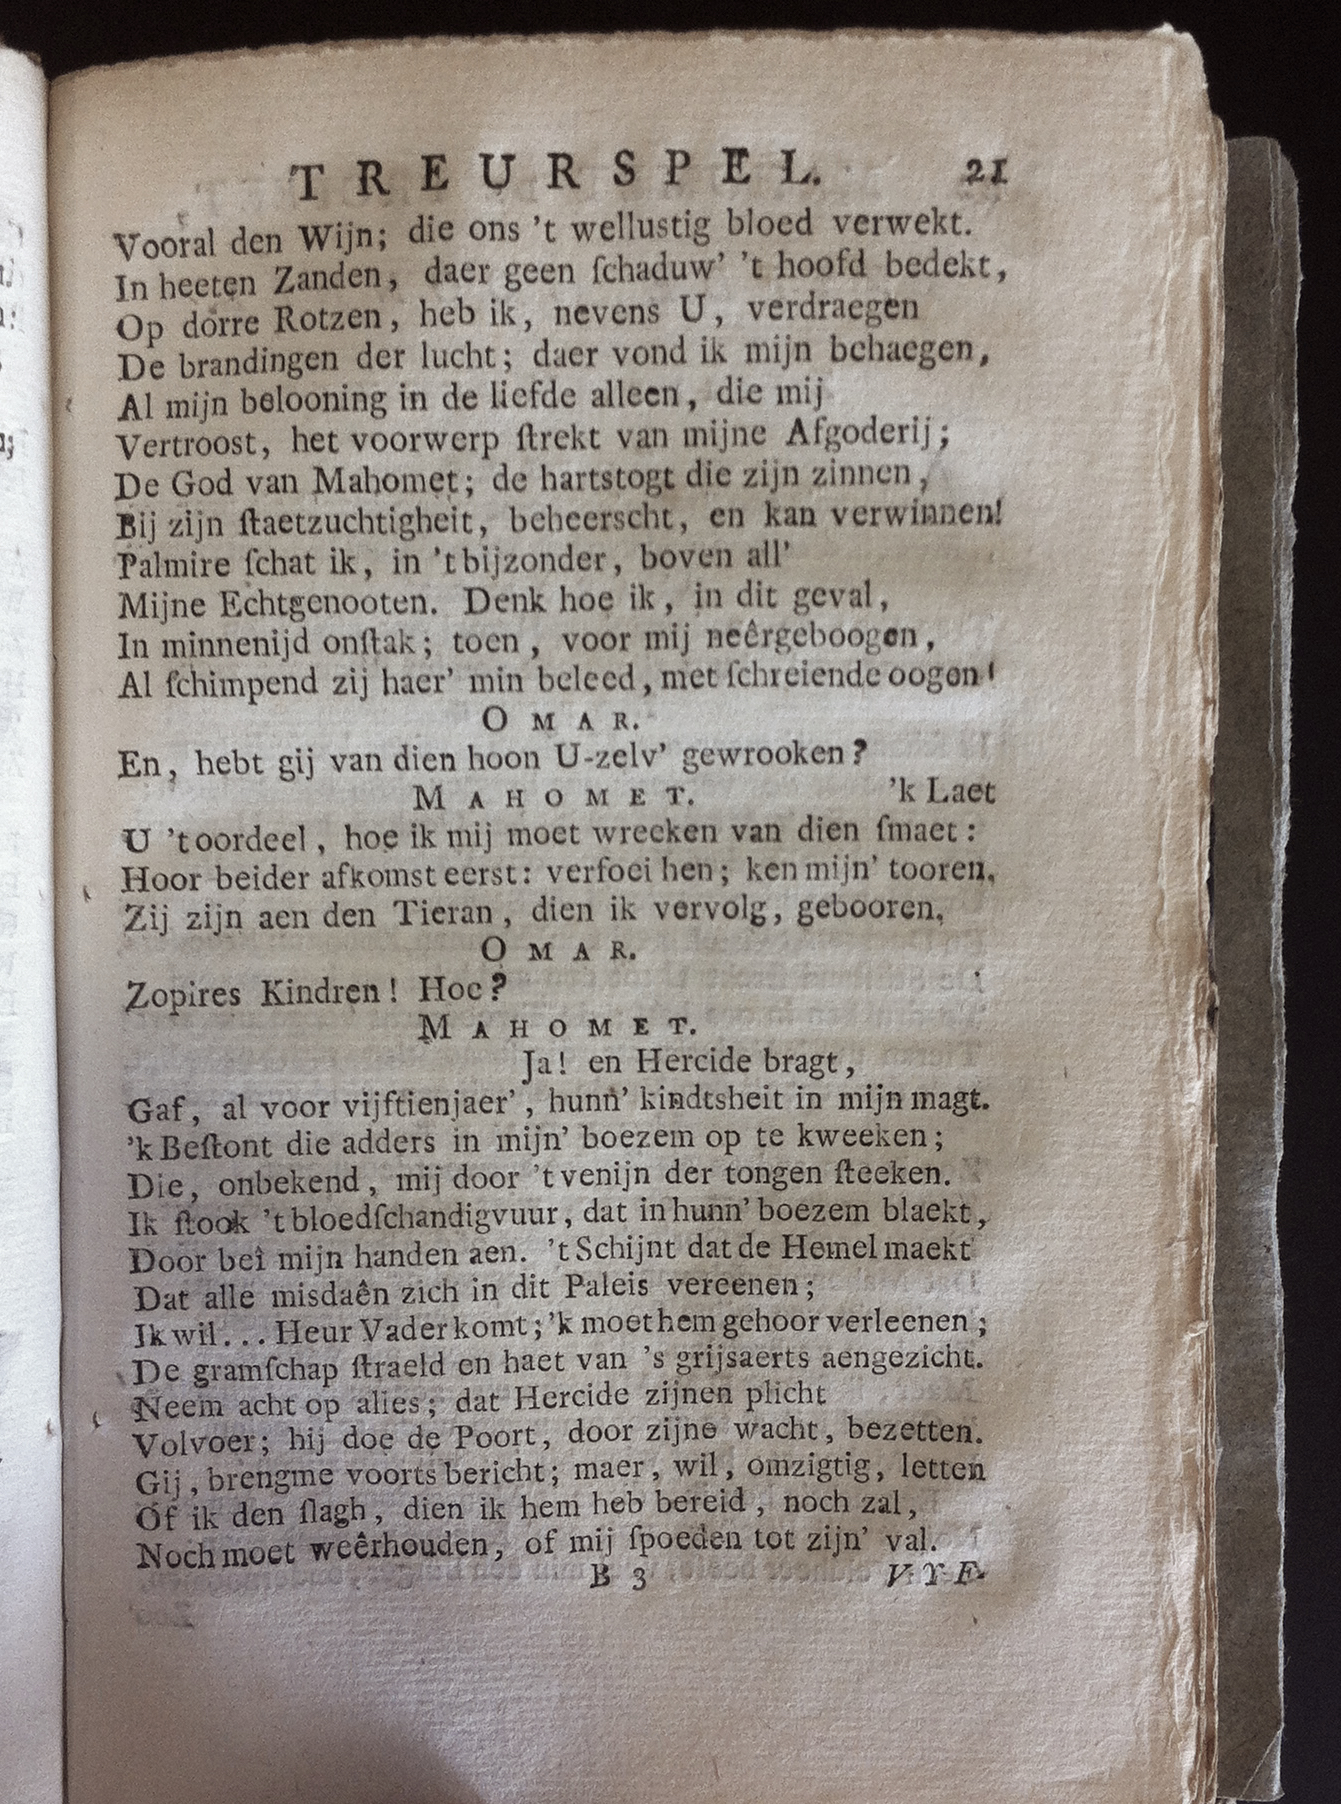 TREURSPEL. 21
Vooral den Wijn; die ons 't wellustig bloed verwekt.
In heeten Zanden, daer geen ſchaduw' 't hoofd bedekt,
Op dorre Rotzen, heb ik, nevens U, verdraegen
De brandingen der lucht; daer vond ik mijn behaegen,
Al mijn belooning in de liefde alleen, die mij
Vertroost, het voorwerp ſtrekt van mijne Afgoderij;
De God van Mahomet; de hartstogt die zijn zinnen,
Bij zijn ſtaetzuchtigheit, beheerscht, en kan verwinnen!
Palmire ſchat ik, in 't bijzonder, boven all'
Mijne Echtgenooten. Denk hoe ik, in dit geval,
In minnenijd onſtak; toen, voor mij neêrgeboogen,
Al ſchimpend zij haer' min beleed, met ſchreiende oogen!
OMAR.
En, hebt gij van dien hoon U-zelv' gewrooken?
MAHOMET. 'k Laet
U 't oordeel, hoe ik mij moet wreeken van dien ſmaet:
Hoor beider afkomst eerst: verfoei hen; ken mijn' tooren,
Zij zijn aen den Tieran, dien ik vervolg, gebooren,
OMAR.
Zopires Kindren! Hoe?
MAHOMET.
Ja! en Hercide bragt,
Gaf, al voor vijftienjaer', hunn' kindtsheit in mijn magt.
'k Beſtont die adders in mijn' boezem op te kweeken;
Die, onbekend, mij door 't venijn der tongen ſteeken.
Ik ſtook 't bloedſchandigvuur, dat in hunn' boezem blaekt,
Door beî mijn handen aen. 't Schijnt dat de Hemel maekt
Dat alle misdaên zich in dit Paleis vereenen;
Ik wil... Heur Vader komt; 'k moet hem gehoor verleenen;
De gramſchap ſtraeld en haet van 's grijsaerts aengezicht.
Neem acht op alles; dat Hercide zijnen plicht
Volvoer; hij doe de Poort, door zijne wacht, bezetten.
Gij, brengme voorts bericht; maer, wil, omzigtig, letten
Of ik den ſlagh, dien ik hem heb bereid, noch zal,
Noch moet weêrhouden, of mij ſpoeden tot zijn' val.
B 3 VYF-